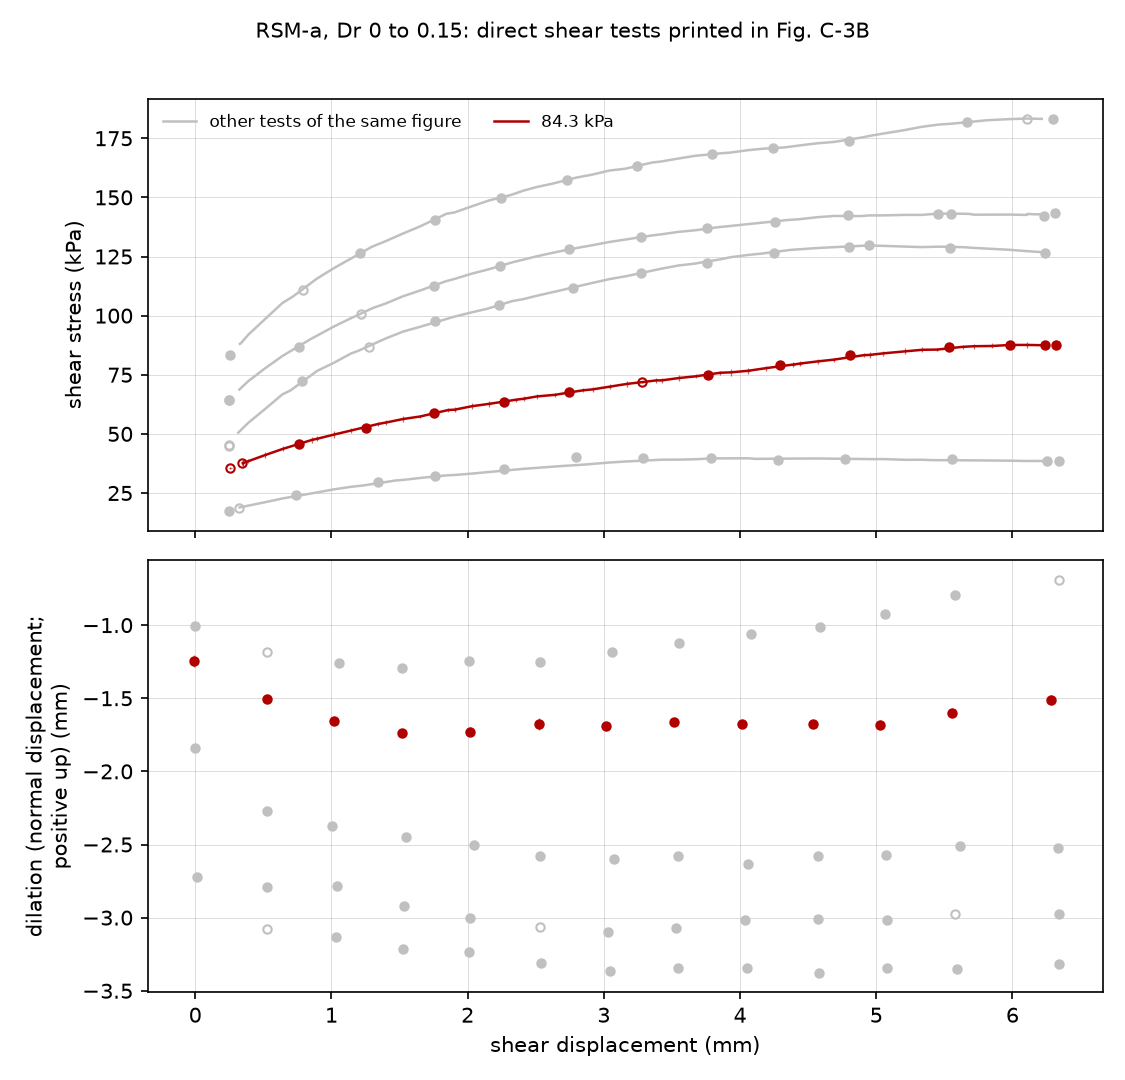 RSM-a, Dr 0 to 0.15: direct shear tests printed in Fig. C-3B
other tests of the same figure
84.3 kPa
shear stress (kPa)
175
150
125
100
75
50
25
dilation (normal displacement;
positive up) (mm)
−1.0
−1.5
−2.0
−2.5
−3.0
−3.5
0 1 2 3 4 5 6
shear displacement (mm)